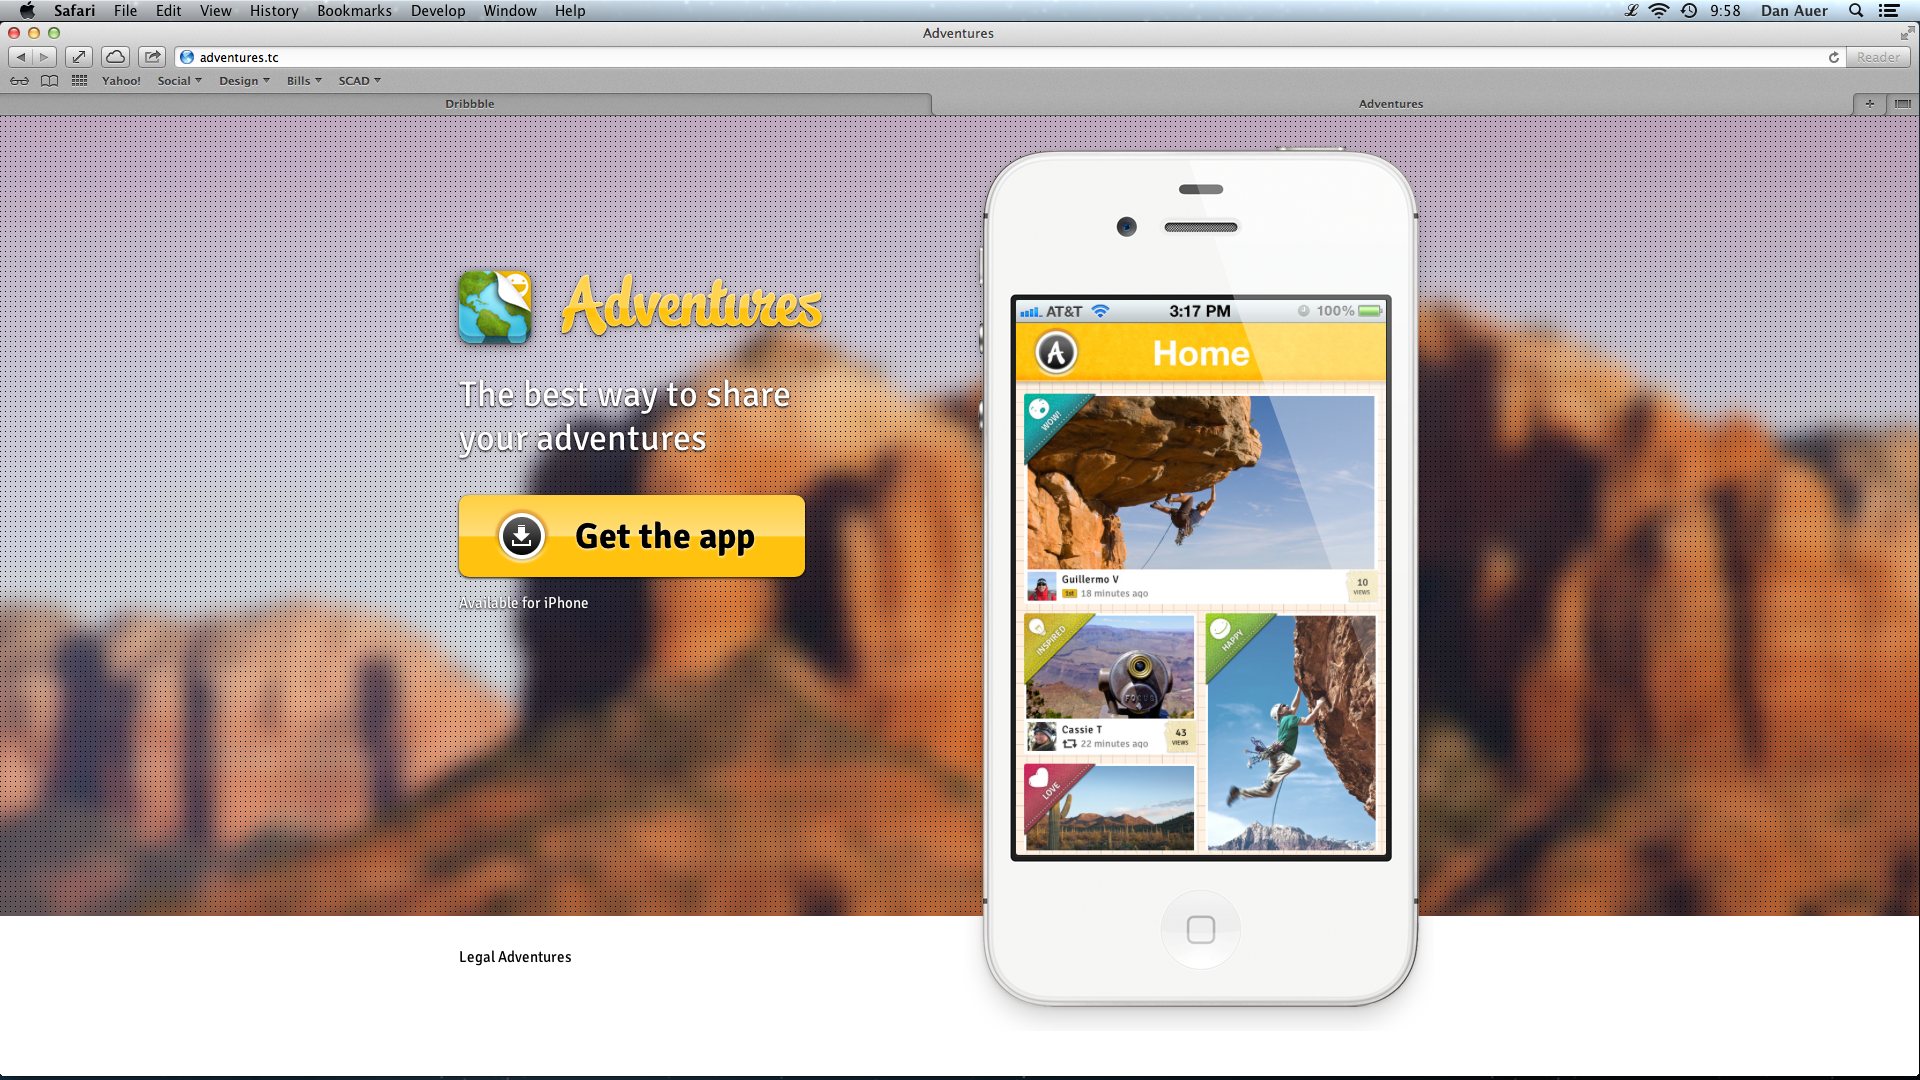 Safari File Edit View History Bookmarks Develop Window Help 9:58 Dan Auer
Adventures
adventures.tc Reader
Yahoo! Social Design Bills SCAD
Dribbble Adventures
Adventures
The best way to share
your adventures
Get the app
Available for iPhone
AT&T 3:17 PM 100%
A Home
WOW!
Guillermo V
1st 18 minutes ago
10
VIEWS
INSPIRED
FOCUS
Cassie T
22 minutes ago
43
VIEWS
HAPPY
LOVE
Legal Adventures